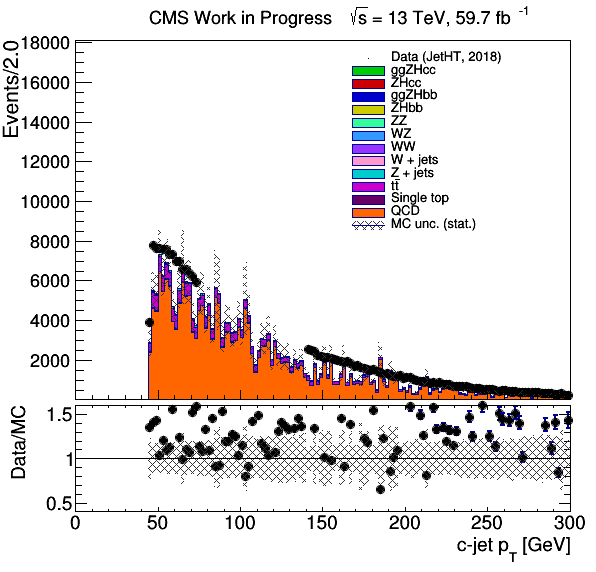 CMS Work in Progress √s = 13 TeV, 59.7 fb -1
Events/2.0
18000
16000
14000
12000
10000
8000
6000
4000
2000
Data (JetHT, 2018)
ggZHcc
ZHcc
ggZHbb
ZHbb
ZZ
WZ
WW
W + jets
Z + jets
tt̄
Single top
QCD
MC unc. (stat.)
Data/MC
1.5
1
0.5
0 50 100 150 200 250 300
c-jet pT [GeV]